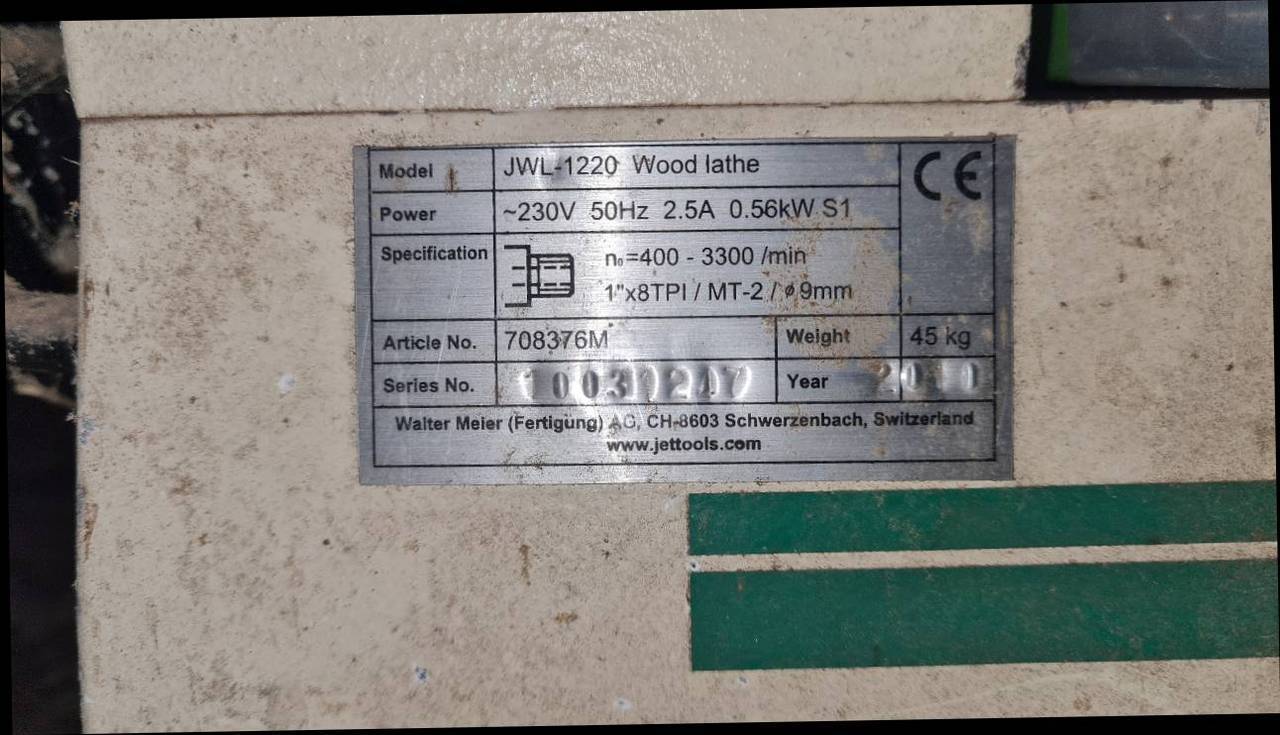 Model JWL-1220 Wood lathe CE
Power ~230V 50Hz 2.5A 0.56kW S1
Specification n₀=400 - 3300 /min
1"x8TPI / MT-2 / ø9mm
Article No. 708376M Weight 45 kg
Series No. Year 2010
Walter Meier (Fertigung) AG, CH-8603 Schwerzenbach, Switzerland
www.jettools.com